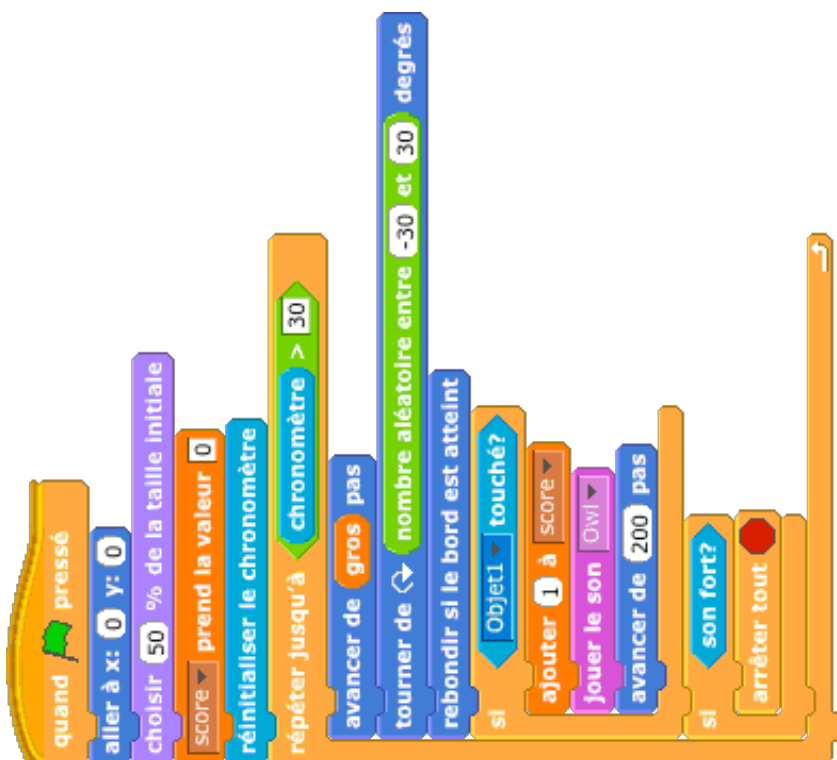 quand pressé
aller à x: 0 y: 0
choisir 50 % de la taille initiale
score prend la valeur 0
réinitialiser le chronomètre
répéter jusqu'à chronomètre > 30
avancer de gros pas
tourner de nombre aléatoire entre -30 et 30 degrés
rebondir si le bord est atteint
si Objet1 touché?
ajouter 1 à score
jouer le son Owl
avancer de 200 pas
si son fort?
arrêter tout